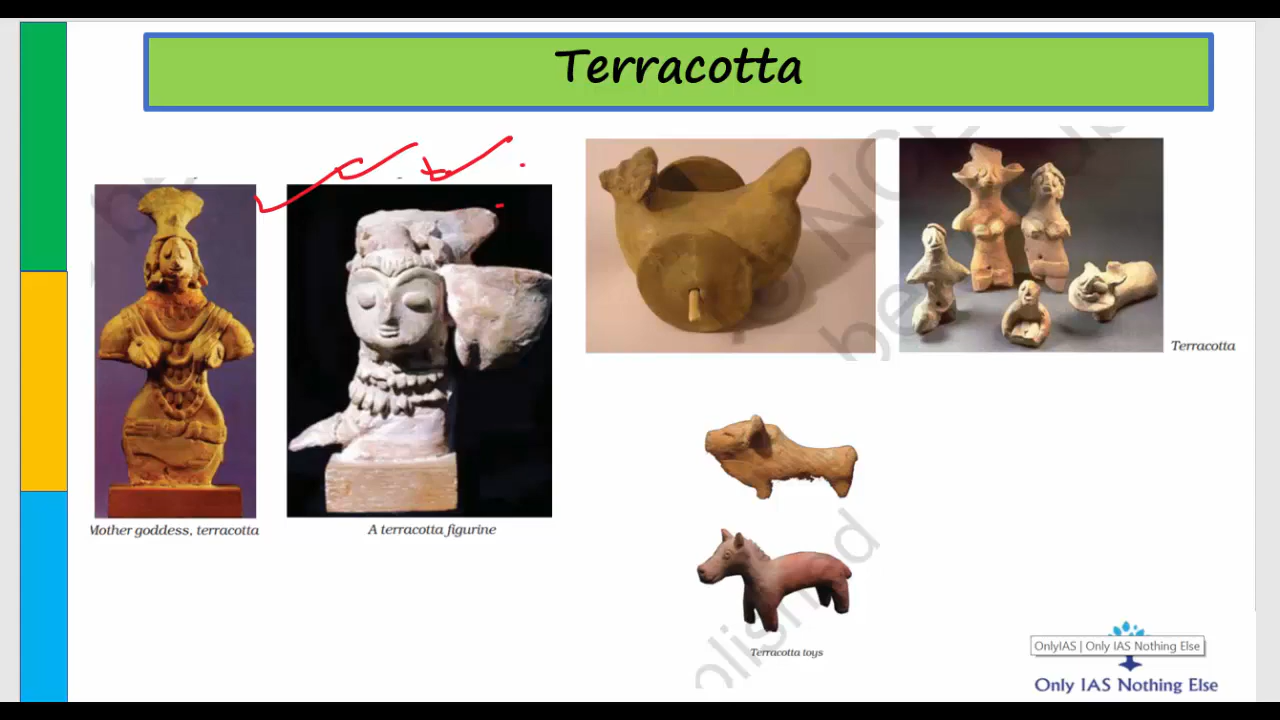 Terracotta
Mother goddess, terracotta
A terracotta figurine
Terracotta
Terracotta toys
OnlyIAS | Only IAS Nothing Else
Only IAS Nothing Else